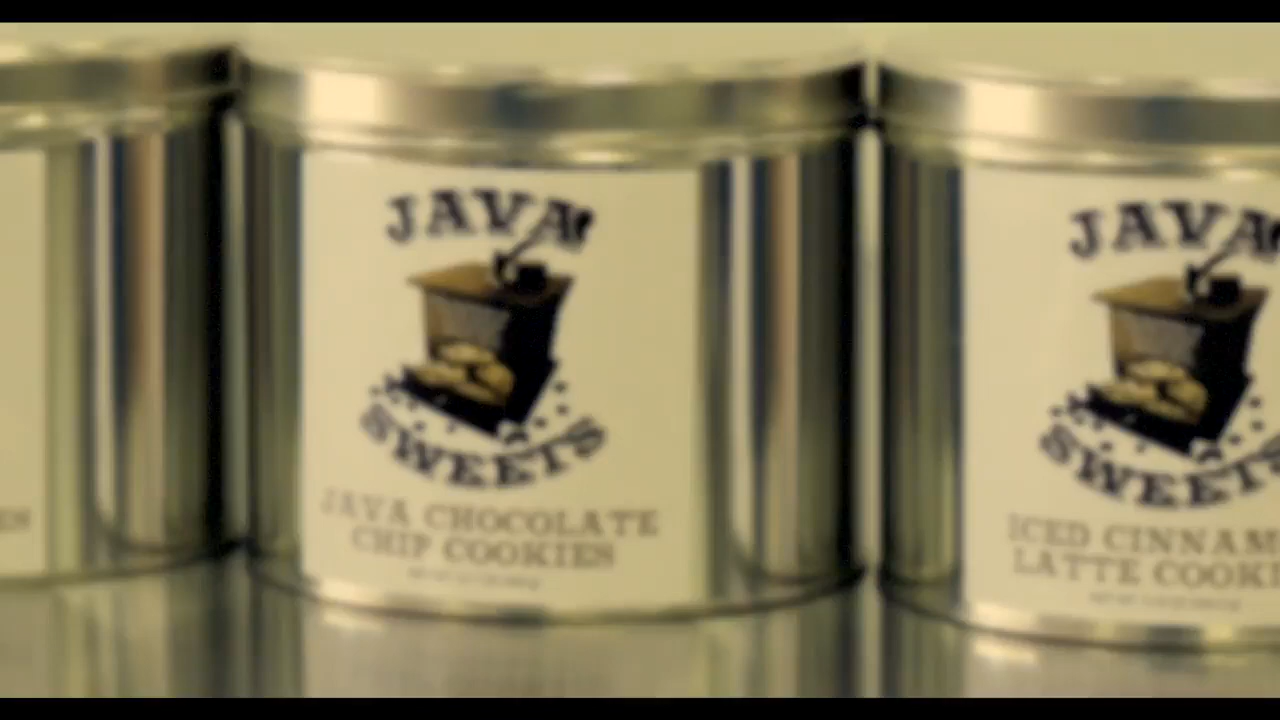 JAVA
SWEETS
JAVA CHOCOLATE
CHIP COOKIES
JAVA
SWEETS
ICED CINNAM
LATTE COOKI